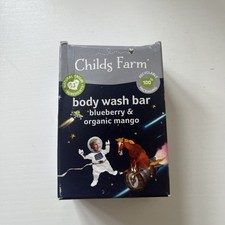 Childs Farm
body wash bar
blueberry &
organic mango